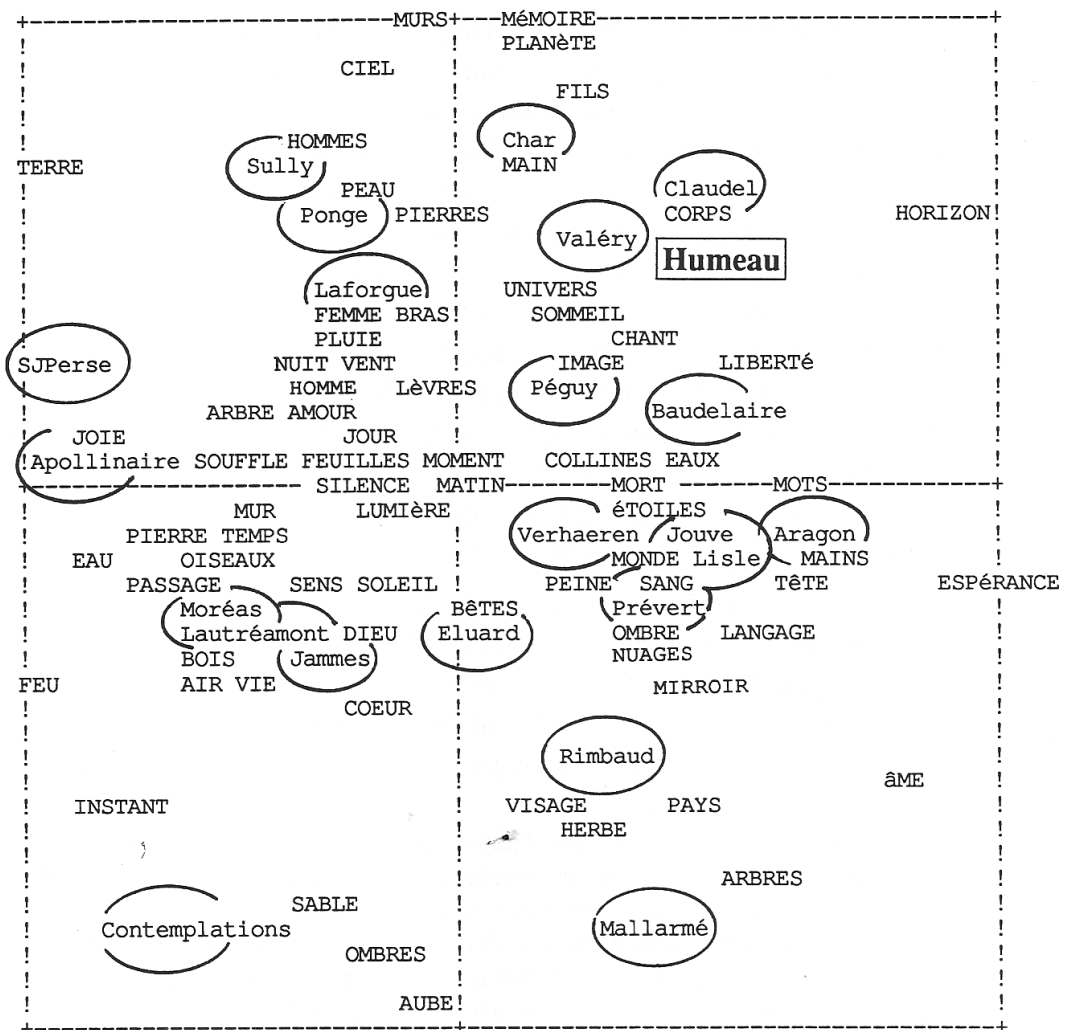 MURS MéMOIRE
PLANèTE
CIEL
FILS
HOMMES Char
TERRE Sully MAIN
PEAU Claudel
Ponge PIERRES CORPS HORIZON
Valéry
Humeau
Laforgue UNIVERS
FEMME BRAS SOMMEIL
PLUIE CHANT
SJPerse NUIT VENT IMAGE LIBERTé
HOMME LèVRES Péguy
ARBRE AMOUR Baudelaire
JOIE JOUR
Apollinaire SOUFFLE FEUILLES MOMENT COLLINES EAUX
SILENCE MATIN MORT MOTS
MUR LUMIèRE éTOILES
PIERRE TEMPS Verhaeren Jouve Aragon
EAU OISEAUX MONDE Lisle MAINS
PASSAGE SENS SOLEIL PEINE SANG TêTE ESPéRANCE
Moréas BêTES Prévert
Lautréamont DIEU Eluard OMBRE LANGAGE
BOIS Jammes NUAGES
FEU AIR VIE MIRROIR
COEUR
Rimbaud
âME
INSTANT VISAGE PAYS
HERBE
ARBRES
SABLE
Contemplations Mallarmé
OMBRES
AUBE